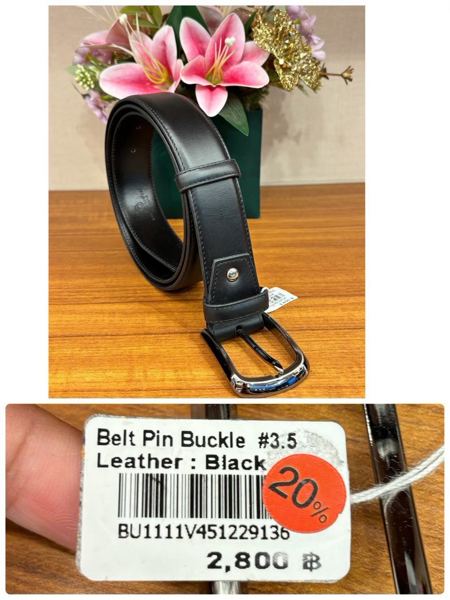 Belt Pin Buckle #3.5
Leather : Black
20%
BU1111V451229136
2,800 ฿